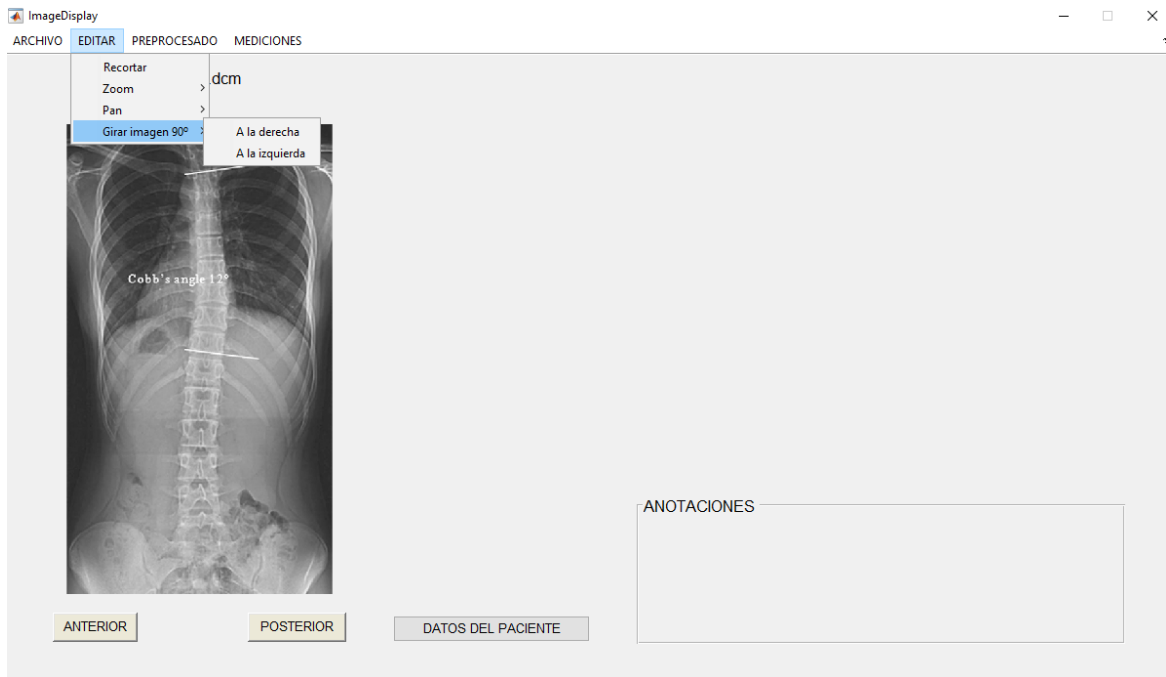 ImageDisplay
ARCHIVO EDITAR PREPROCESADO MEDICIONES
Recortar
.dcm
Zoom
Pan
Girar imagen 90º
A la derecha
A la izquierda
Cobb's angle 12º
ANOTACIONES
ANTERIOR POSTERIOR DATOS DEL PACIENTE